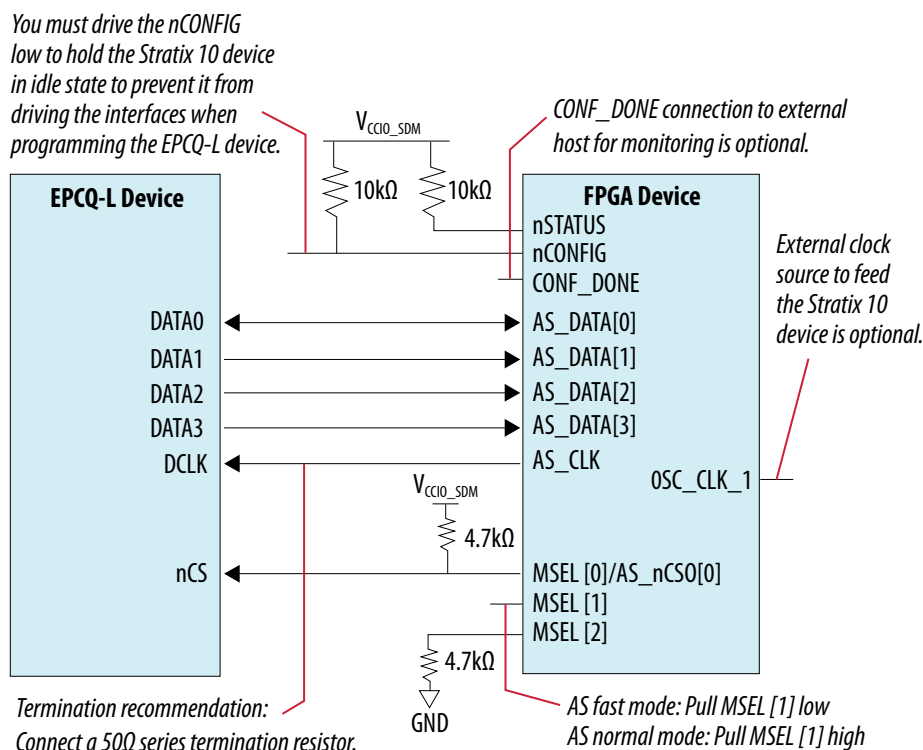 You must drive the nCONFIG
low to hold the Stratix 10 device
in idle state to prevent it from
driving the interfaces when
programming the EPCQ-L device.
VCCIO_SDM
CONF_DONE connection to external
host for monitoring is optional.
10kΩ
10kΩ
EPCQ-L Device
FPGA Device
nSTATUS
nCONFIG
CONF_DONE
External clock
source to feed
the Stratix 10
device is optional.
DATA0
AS_DATA[0]
DATA1
AS_DATA[1]
DATA2
AS_DATA[2]
DATA3
AS_DATA[3]
DCLK
AS_CLK
OSC_CLK_1
VCCIO_SDM
4.7kΩ
nCS
MSEL [0]/AS_nCSO[0]
MSEL [1]
MSEL [2]
4.7kΩ
GND
Termination recommendation:
Connect a 50Ω series termination resistor.
AS fast mode: Pull MSEL [1] low
AS normal mode: Pull MSEL [1] high